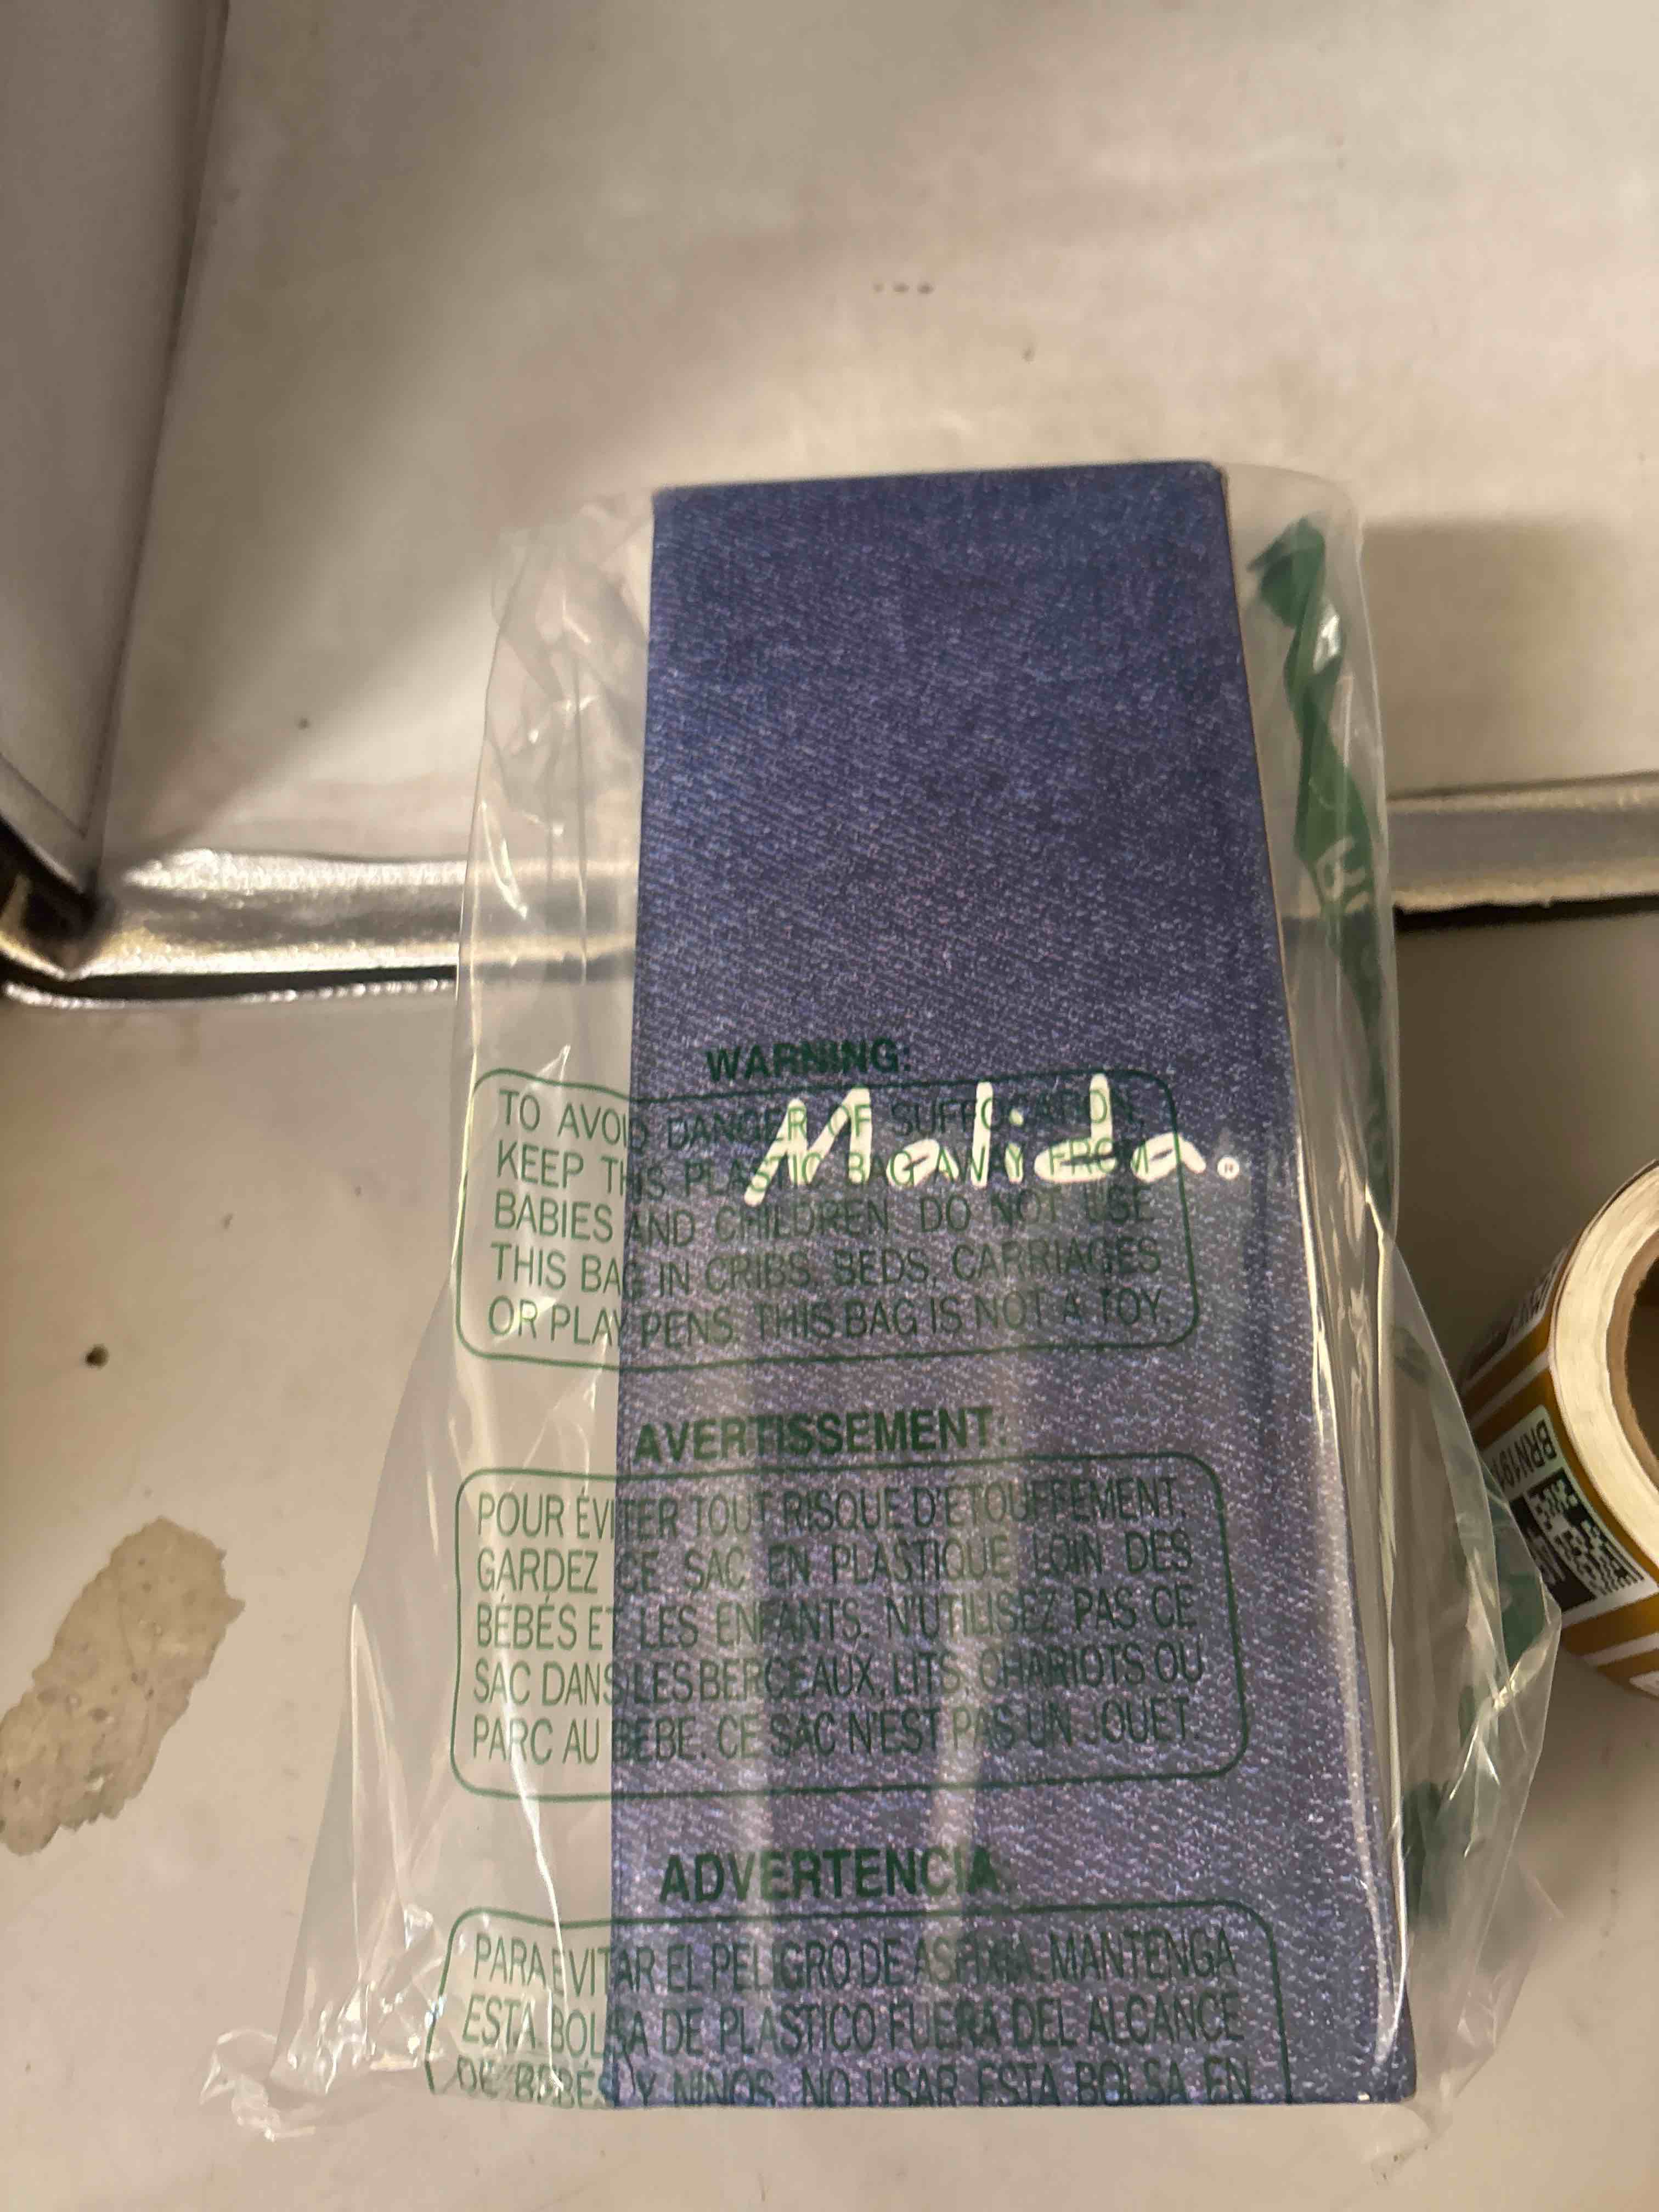 WARNING:
TO AVOID DANGER OF SUFFOCATION,
KEEP THIS PLASTIC BAG AWAY FROM
BABIES AND CHILDREN. DO NOT USE
THIS BAG IN CRIBS, BEDS, CARRIAGES
OR PLAY PENS. THIS BAG IS NOT A TOY.
Malida.®
AVERTISSEMENT:
POUR ÉVITER TOUT RISQUE D'ÉTOUFFEMENT,
GARDEZ CE SAC EN PLASTIQUE LOIN DES
BÉBÉS ET LES ENFANTS. N'UTILISEZ PAS CE
SAC DANS LES BERCEAUX, LITS, CHARIOTS OU
PARC AU BEBE. CE SAC N'EST PAS UN JOUET.
ADVERTENCIA
PARA EVITAR EL PELIGRO DE ASFIXIA, MANTENGA
ESTA BOLSA DE PLASTICO FUERA DEL ALCANCE
DE BEBÉS Y NINOS. NO USAR ESTA BOLSA EN